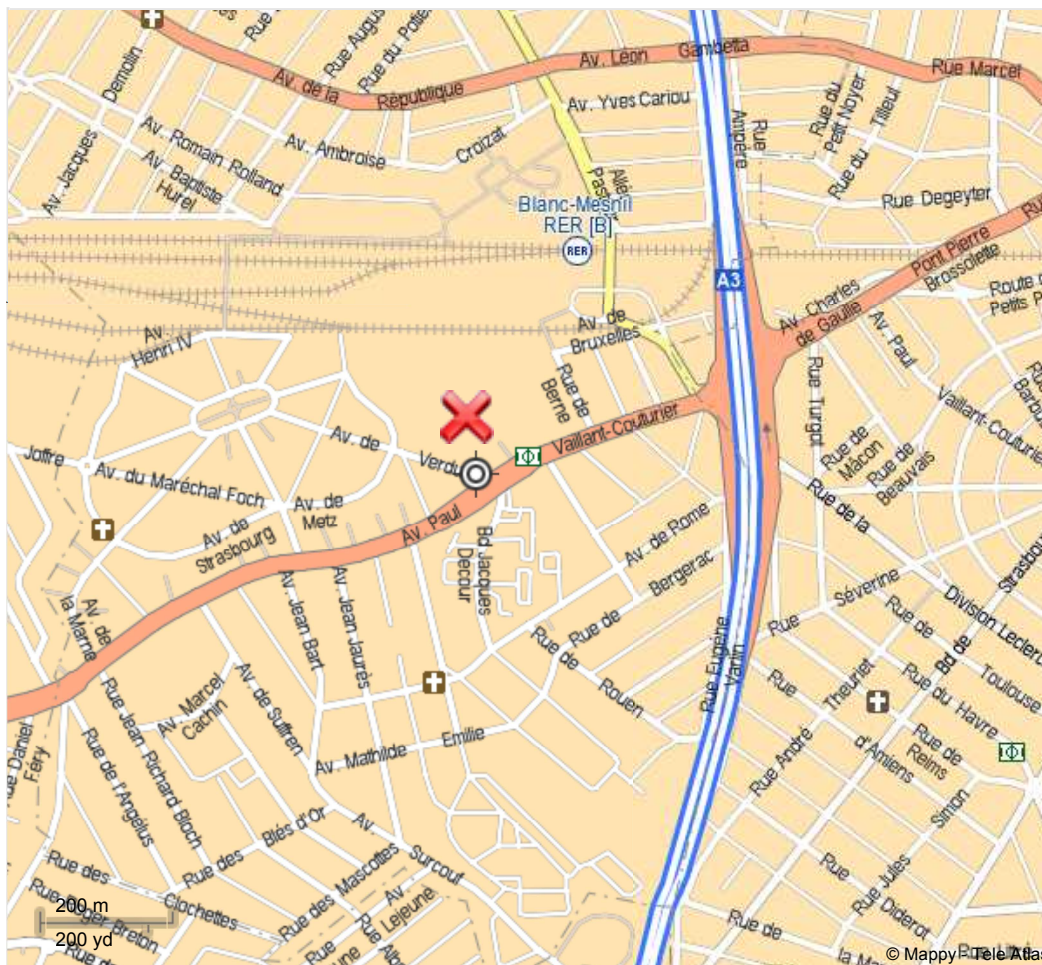 Av. de la
République
Av. Léon
Gambetta
Rue Marcel
Demolin
Av. Jacques
Rue Augus
Rue du Potier
Av. Romain Rolland
Av. Baptiste
Hurel
Av. Ambroise
Croizat
Av. Yves Cariou
Rue
Ampère
Rue du
Petit Noyer
Rue du
Tilleul
Rue Degeyter
Blanc-Mesnil
RER [B]
RER
A3
Pont Pierre
Brossolette
Av. Charles
de Gaulle
Route d
Petits P
Av. Paul
Vaillant-Couturier
Av.
Henri IV
Av. de
Bruxelles
Rue de
Berne
Vaillant-Couturier
Rue Turgot
Rue de
Mâcon
Rue de
Beauvais
Joffre
Av. du Maréchal Foch
Av. de
Verdu
Av. de
Metz
Av. de
Strasbourg
Av. Paul
Bd Jacques
Decour
Av. de Rome
Rue de
Bergerac
Rue de la
Division Leclerc
Strasbou
Bd de
Av. de
la Marne
Av. Jean Bart
Av. Jean Jaurès
Rue de
Rouen
Rue Eugène
Varlin
Rue
Séverine
Rue de
Toulouse
Rue du Havre
Rue
d'Amiens
Rue André
Theuriet
Rue de
Reims
Rue Jean Richard Bloch
Av. Marcel
Cachin
Av. de Suffren
Av. Mathilde
Emilie
Rue Daniel
Féry
Rue de l'Angélus
Rue des
Blés d'Or
Av.
Surcouf
Rue des
Clochettes
Rue des Mascottes
Av.
Lejeune
Rue
Rue Jules
Simon
Rue Diderot
Rue de
la M
200 m
200 yd
© Mappy - Tele Atlas